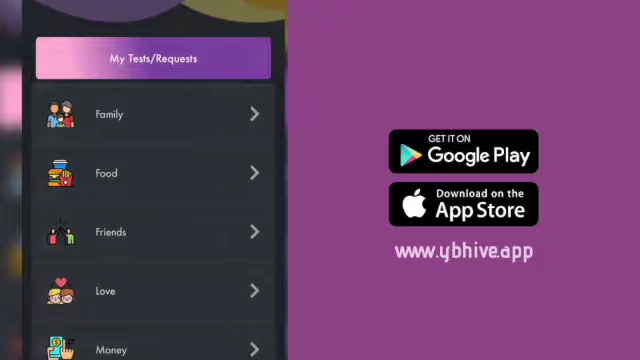 My Tests/Requests
Family
Food
Friends
Love
Money
GET IT ON
Google Play
Download on the
App Store
www.ybhive.app